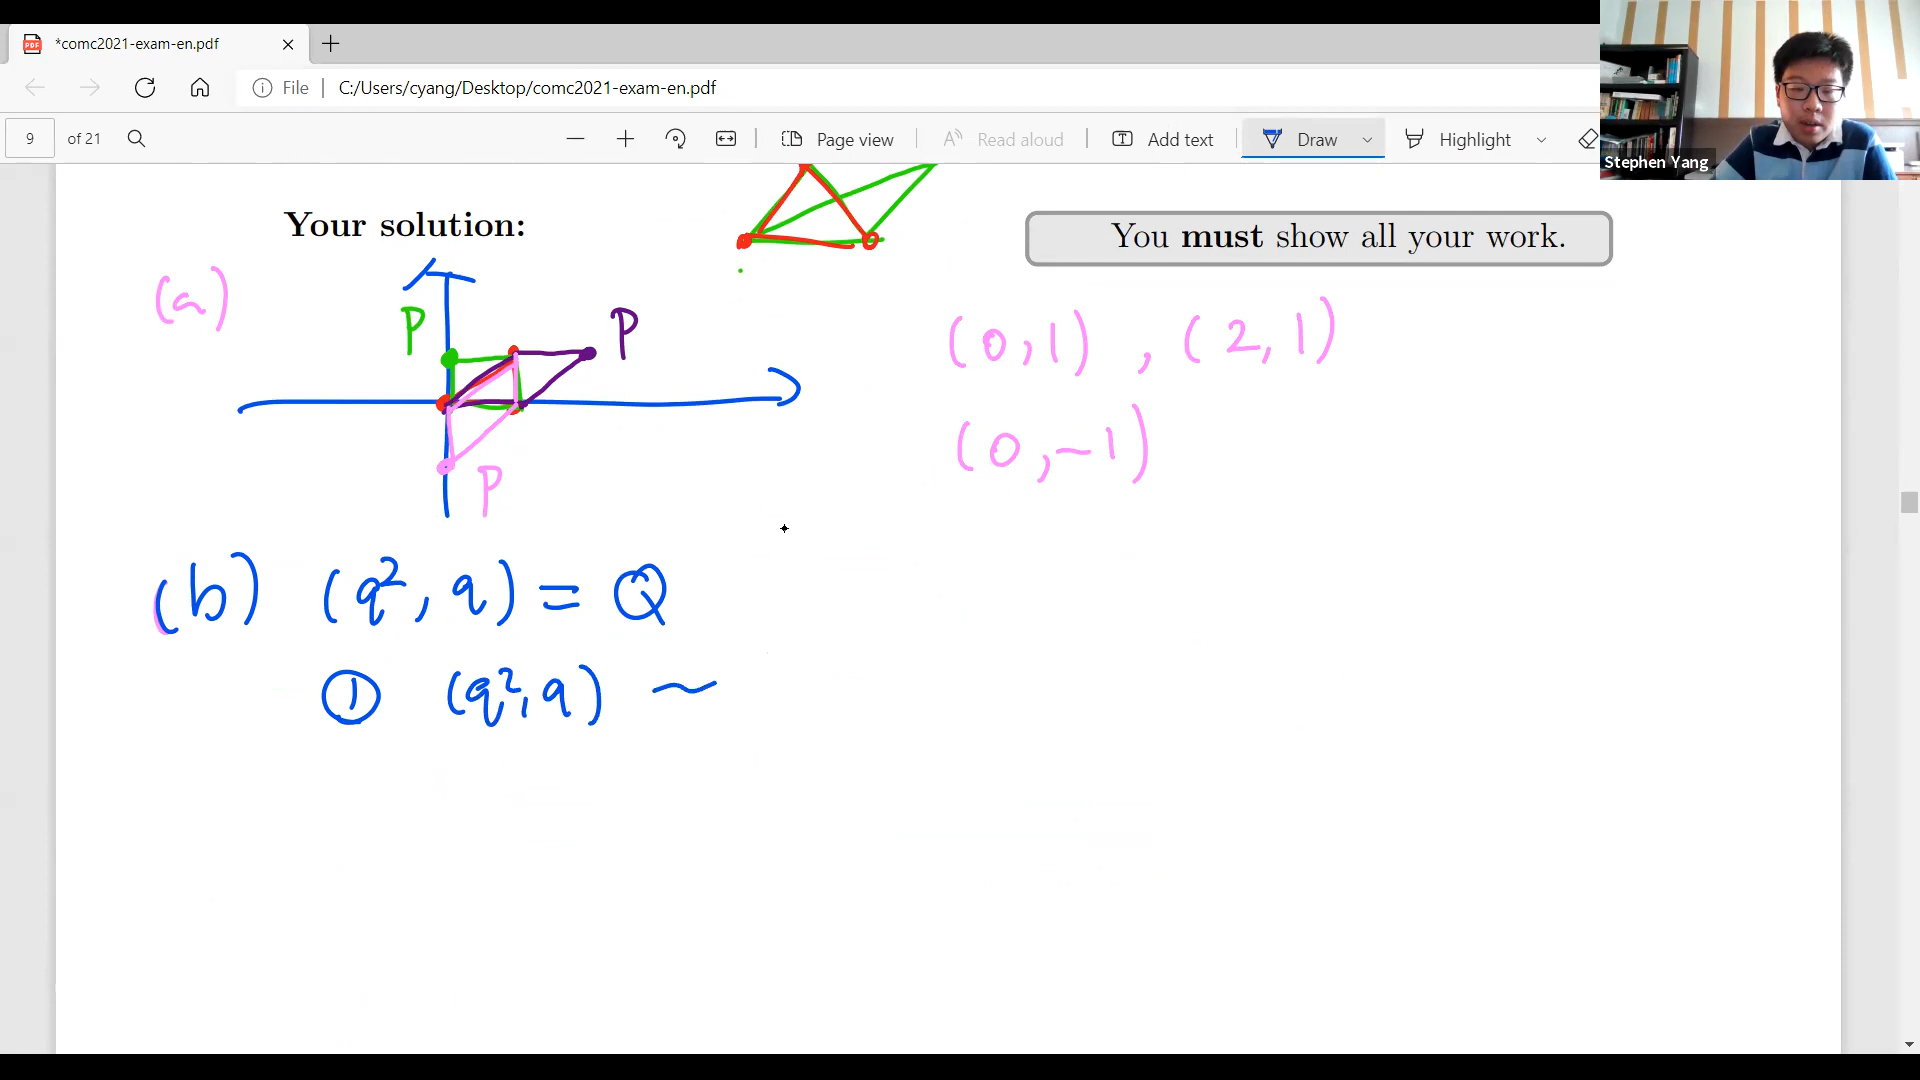 *comc2021-exam-en.pdf
File | C:/Users/cyang/Desktop/comc2021-exam-en.pdf
9 of 21 Page view Read aloud Add text Draw Highlight
Stephen Yang
Your solution:
You must show all your work.
(a)
P
P
P
(0,1), (2,1)
(0,-1)
(b) (q², q) = Q
① (q², q) ~